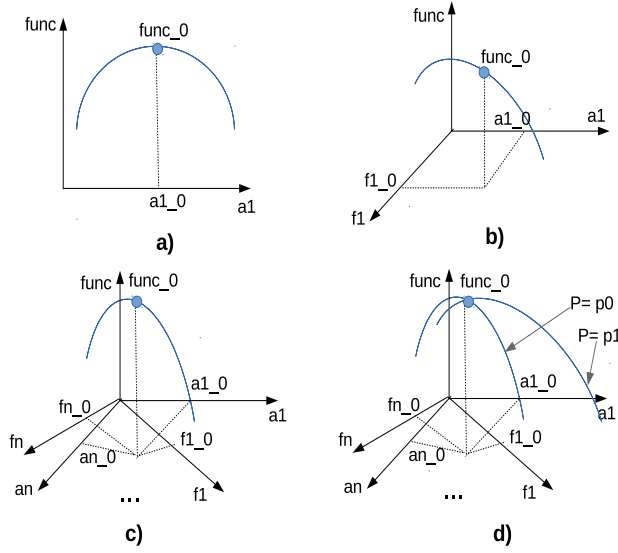 func
func_0
a1_0
a1
a)
func
func_0
a1_0
a1
f1_0
f1
b)
func
func_0
a1_0
a1
fn_0
f1_0
fn
an_0
an
f1
...
c)
func
func_0
P= p0
P= p1
a1_0
a1
fn_0
f1_0
fn
an_0
an
f1
...
d)